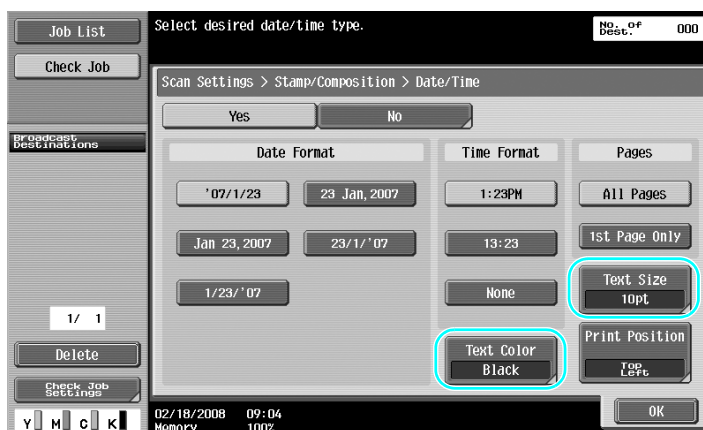 Job List
Select desired date/time type.
No. of
Dest.
000
Check Job
Scan Settings > Stamp/Composition > Date/Time
Yes
No
Broadcast
Destinations
Date Format
Time Format
Pages
'07/1/23
23 Jan,2007
1:23PM
All Pages
Jan 23,2007
23/1/'07
13:23
1st Page Only
1/23/'07
None
Text Size
10pt
1/ 1
Text Color
Black
Print Position
Top
Left
Delete
Check Job
Settings
Y M C K
02/18/2008 09:04
Memory 100%
OK